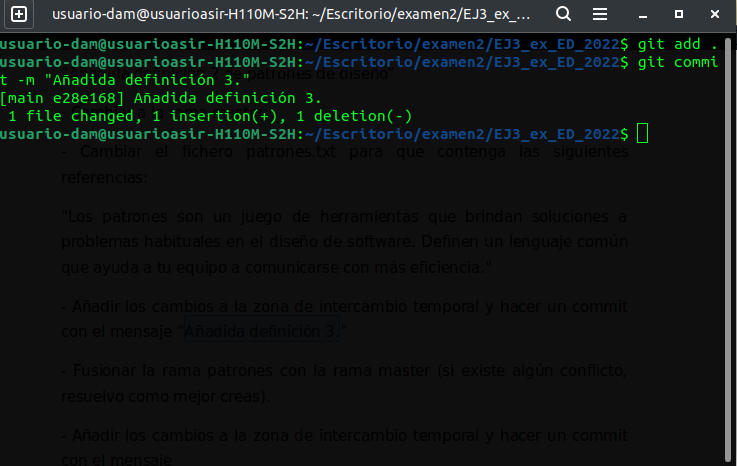 usuario-dam@usuarioasir-H110M-S2H: ~/Escritorio/examen2/EJ3_ex_...
usuario-dam@usuarioasir-H110M-S2H:~/Escritorio/examen2/EJ3_ex_ED_2022$ git add .
usuario-dam@usuarioasir-H110M-S2H:~/Escritorio/examen2/EJ3_ex_ED_2022$ git commi
t -m "Añadida definición 3."
patrones de diseño"
[main e28e168] Añadida definición 3.
1 file changed, 1 insertion(+), 1 deletion(-)
usuario-dam@usuarioasir-H110M-S2H:~/Escritorio/examen2/EJ3_ex_ED_2022$
- Cambiar el fichero patrones.txt para que contenga las siguientes
referencias:
"Los patrones son un juego de herramientas que brindan soluciones a
problemas habituales en el diseño de software. Definen un lenguaje común
que ayuda a tu equipo a comunicarse con más eficiencia."
- Añadir los cambios a la zona de intercambio temporal y hacer un commit
con el mensaje "Añadida definición 3."
- Fusionar la rama patrones con la rama master (si existe algún conflicto,
resuelvo como mejor creas).
- Añadir los cambios a la zona de intercambio temporal y hacer un commit
con el mensaje